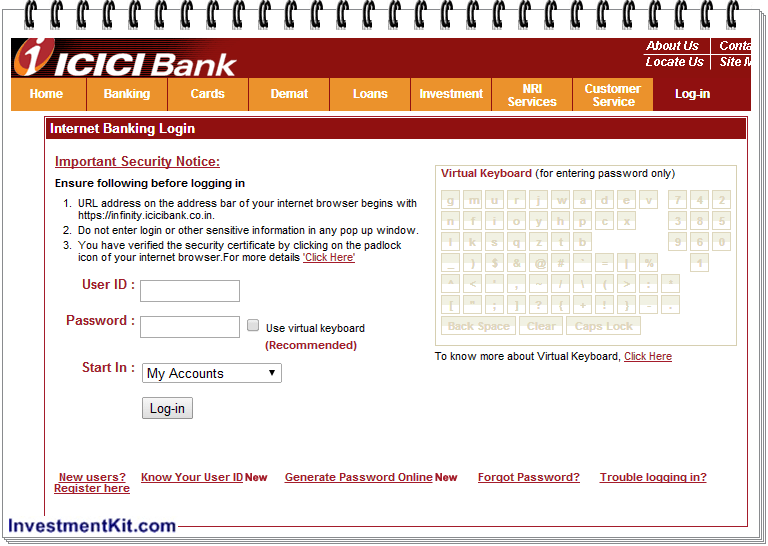 i ICICI Bank
About Us
Conta
Locate Us
Site M
Home
Banking
Cards
Demat
Loans
Investment
NRI
Services
Customer
Service
Log-in
Internet Banking Login
Important Security Notice:
Ensure following before logging in
1. URL address on the address bar of your internet browser begins with
https://infinity.icicibank.co.in.
2. Do not enter login or other sensitive information in any pop up window.
3. You have verified the security certificate by clicking on the padlock
icon of your internet browser.For more details 'Click Here'
User ID :
Password :
Use virtual keyboard
(Recommended)
Start In :
My Accounts
Log-in
Virtual Keyboard (for entering password only)
g m u r j w a d e v 7 4 2
n f i o y h p c x 3 8 5
l k s q z t b 9 6 0
_ ) $ & @ # ` = | % 1
^ < ' , ~ / \ ( > : *
[ " ; ] ? { + ! } - .
Back Space Clear Caps Lock
To know more about Virtual Keyboard, Click Here
New users?
Register here
Know Your User ID New
Generate Password Online New
Forgot Password?
Trouble logging in?
InvestmentKit.com